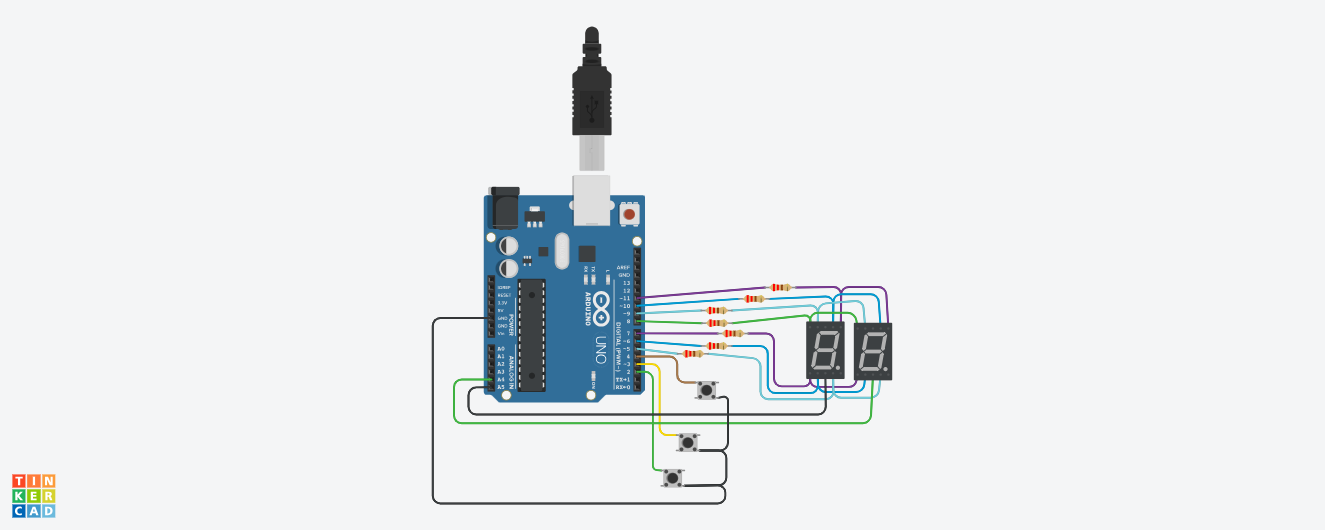 AREF
GND
13
12
~11
~10
~9
8
7
~6
~5
4
~3
2
TX→1
RX←0
DIGITAL (PWM~)
IOREF
RESET
3.3V
5V
GND
GND
Vin
POWER
A0
A1
A2
A3
A4
A5
ANALOG IN
RX
TX
L
ARDUINO
UNO
ON
TIN
KER
CAD